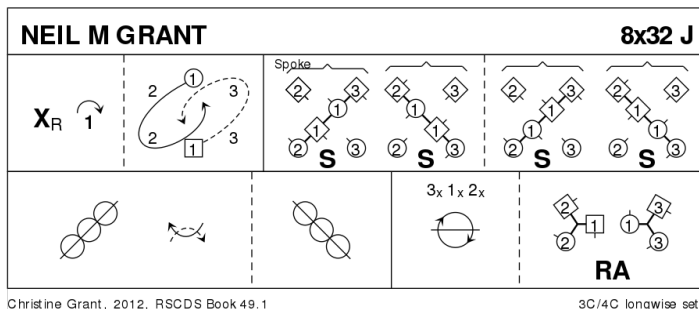 NEIL M GRANT 8x32 J
Spoke
XR 1
2 1 3
2 1 3
2 3 2 3 2 3 2 3
1 1 1 1
1 1 1 1
2 3 2 3 2 3 2 3
S S S S
3x 1x 2x
2 1 1 3
2 3
RA
Christine Grant, 2012, RSCDS Book 49.1 3C/4C longwise set